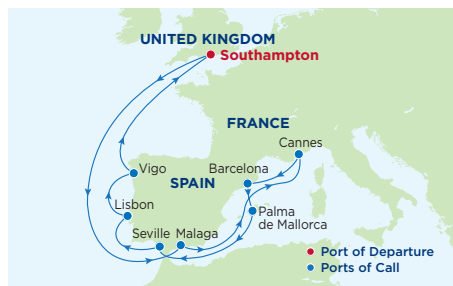 UNITED KINGDOM
Southampton
FRANCE
Cannes
Vigo
Barcelona
SPAIN
Lisbon
Palma
de Mallorca
Seville
Malaga
Port of Departure
Ports of Call